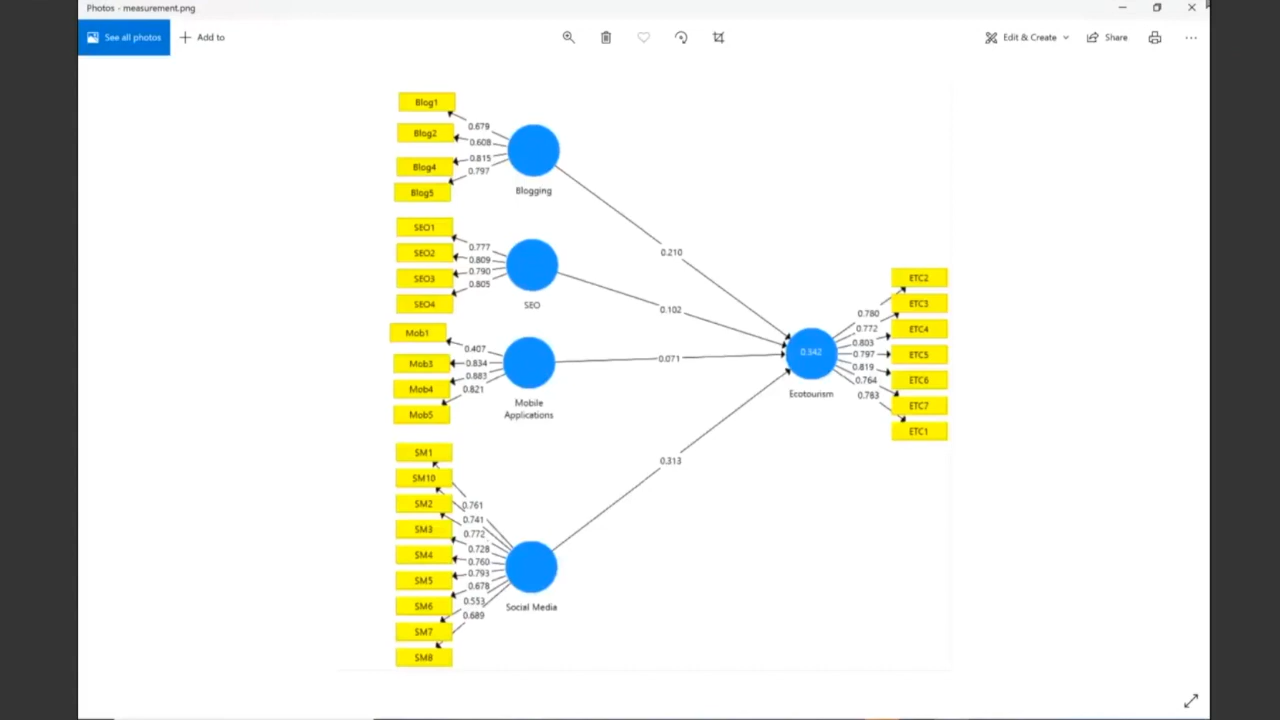 Photos - measurement.png
See all photos
Add to
Edit & Create
Share
Blog1
Blog2
Blog4
Blog5
0.679
0.608
0.815
0.797
Blogging
SEO1
SEO2
SEO3
SEO4
0.777
0.809
0.790
0.805
SEO
Mob1
Mob3
Mob4
Mob5
0.407
0.834
0.883
0.821
Mobile
Applications
SM1
SM10
SM2
SM3
SM4
SM5
SM6
SM7
SM8
0.761
0.741
0.772
0.728
0.760
0.793
0.678
0.553
0.689
Social Media
0.210
0.102
0.071
0.313
0.342
Ecotourism
0.780
0.772
0.803
0.797
0.819
0.764
0.783
ETC2
ETC3
ETC4
ETC5
ETC6
ETC7
ETC1